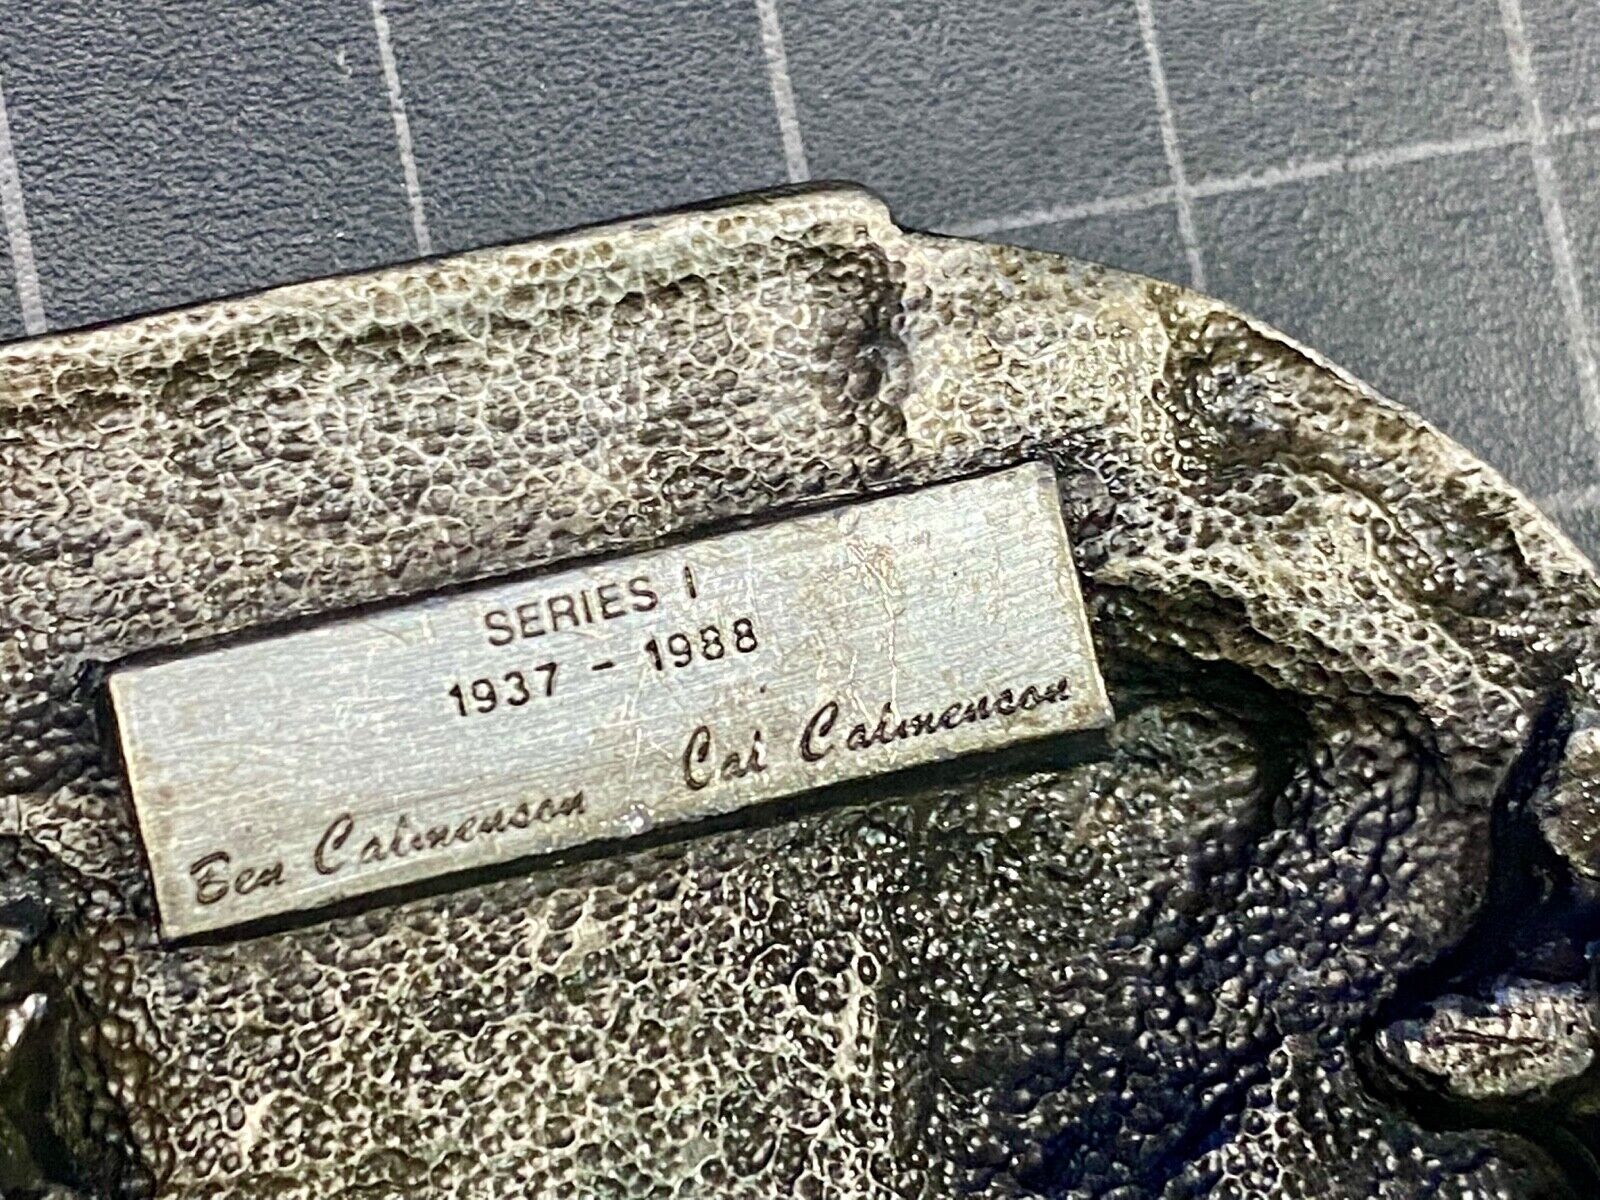 SERIES I
1937 - 1988
Ben Calmenson Cal Calmenson